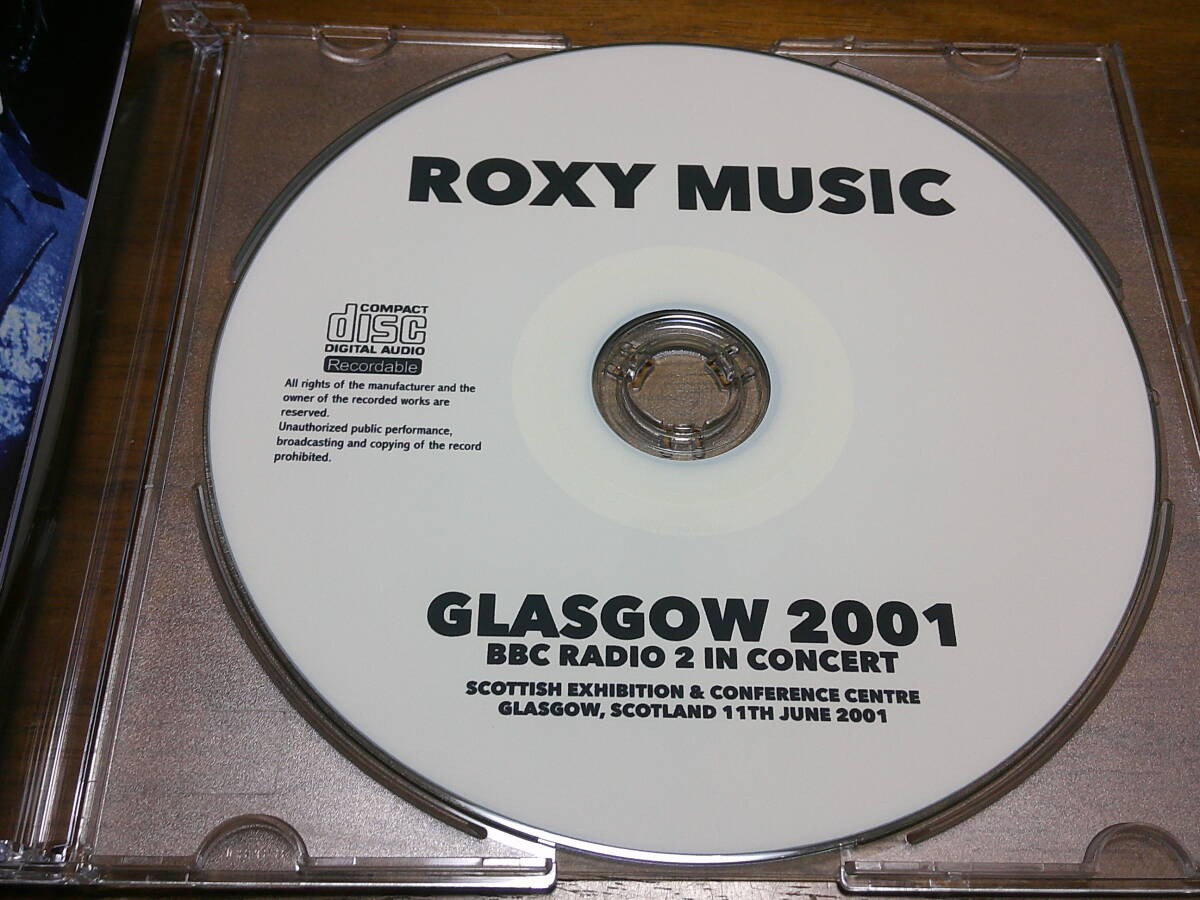 ROXY MUSIC
COMPACT
disc
DIGITAL AUDIO
Recordable
All rights of the manufacturer and the
owner of the recorded works are
reserved.
Unauthorized public performance,
broadcasting and copying of the record
prohibited.
GLASGOW 2001
BBC RADIO 2 IN CONCERT
SCOTTISH EXHIBITION & CONFERENCE CENTRE
GLASGOW, SCOTLAND 11TH JUNE 2001